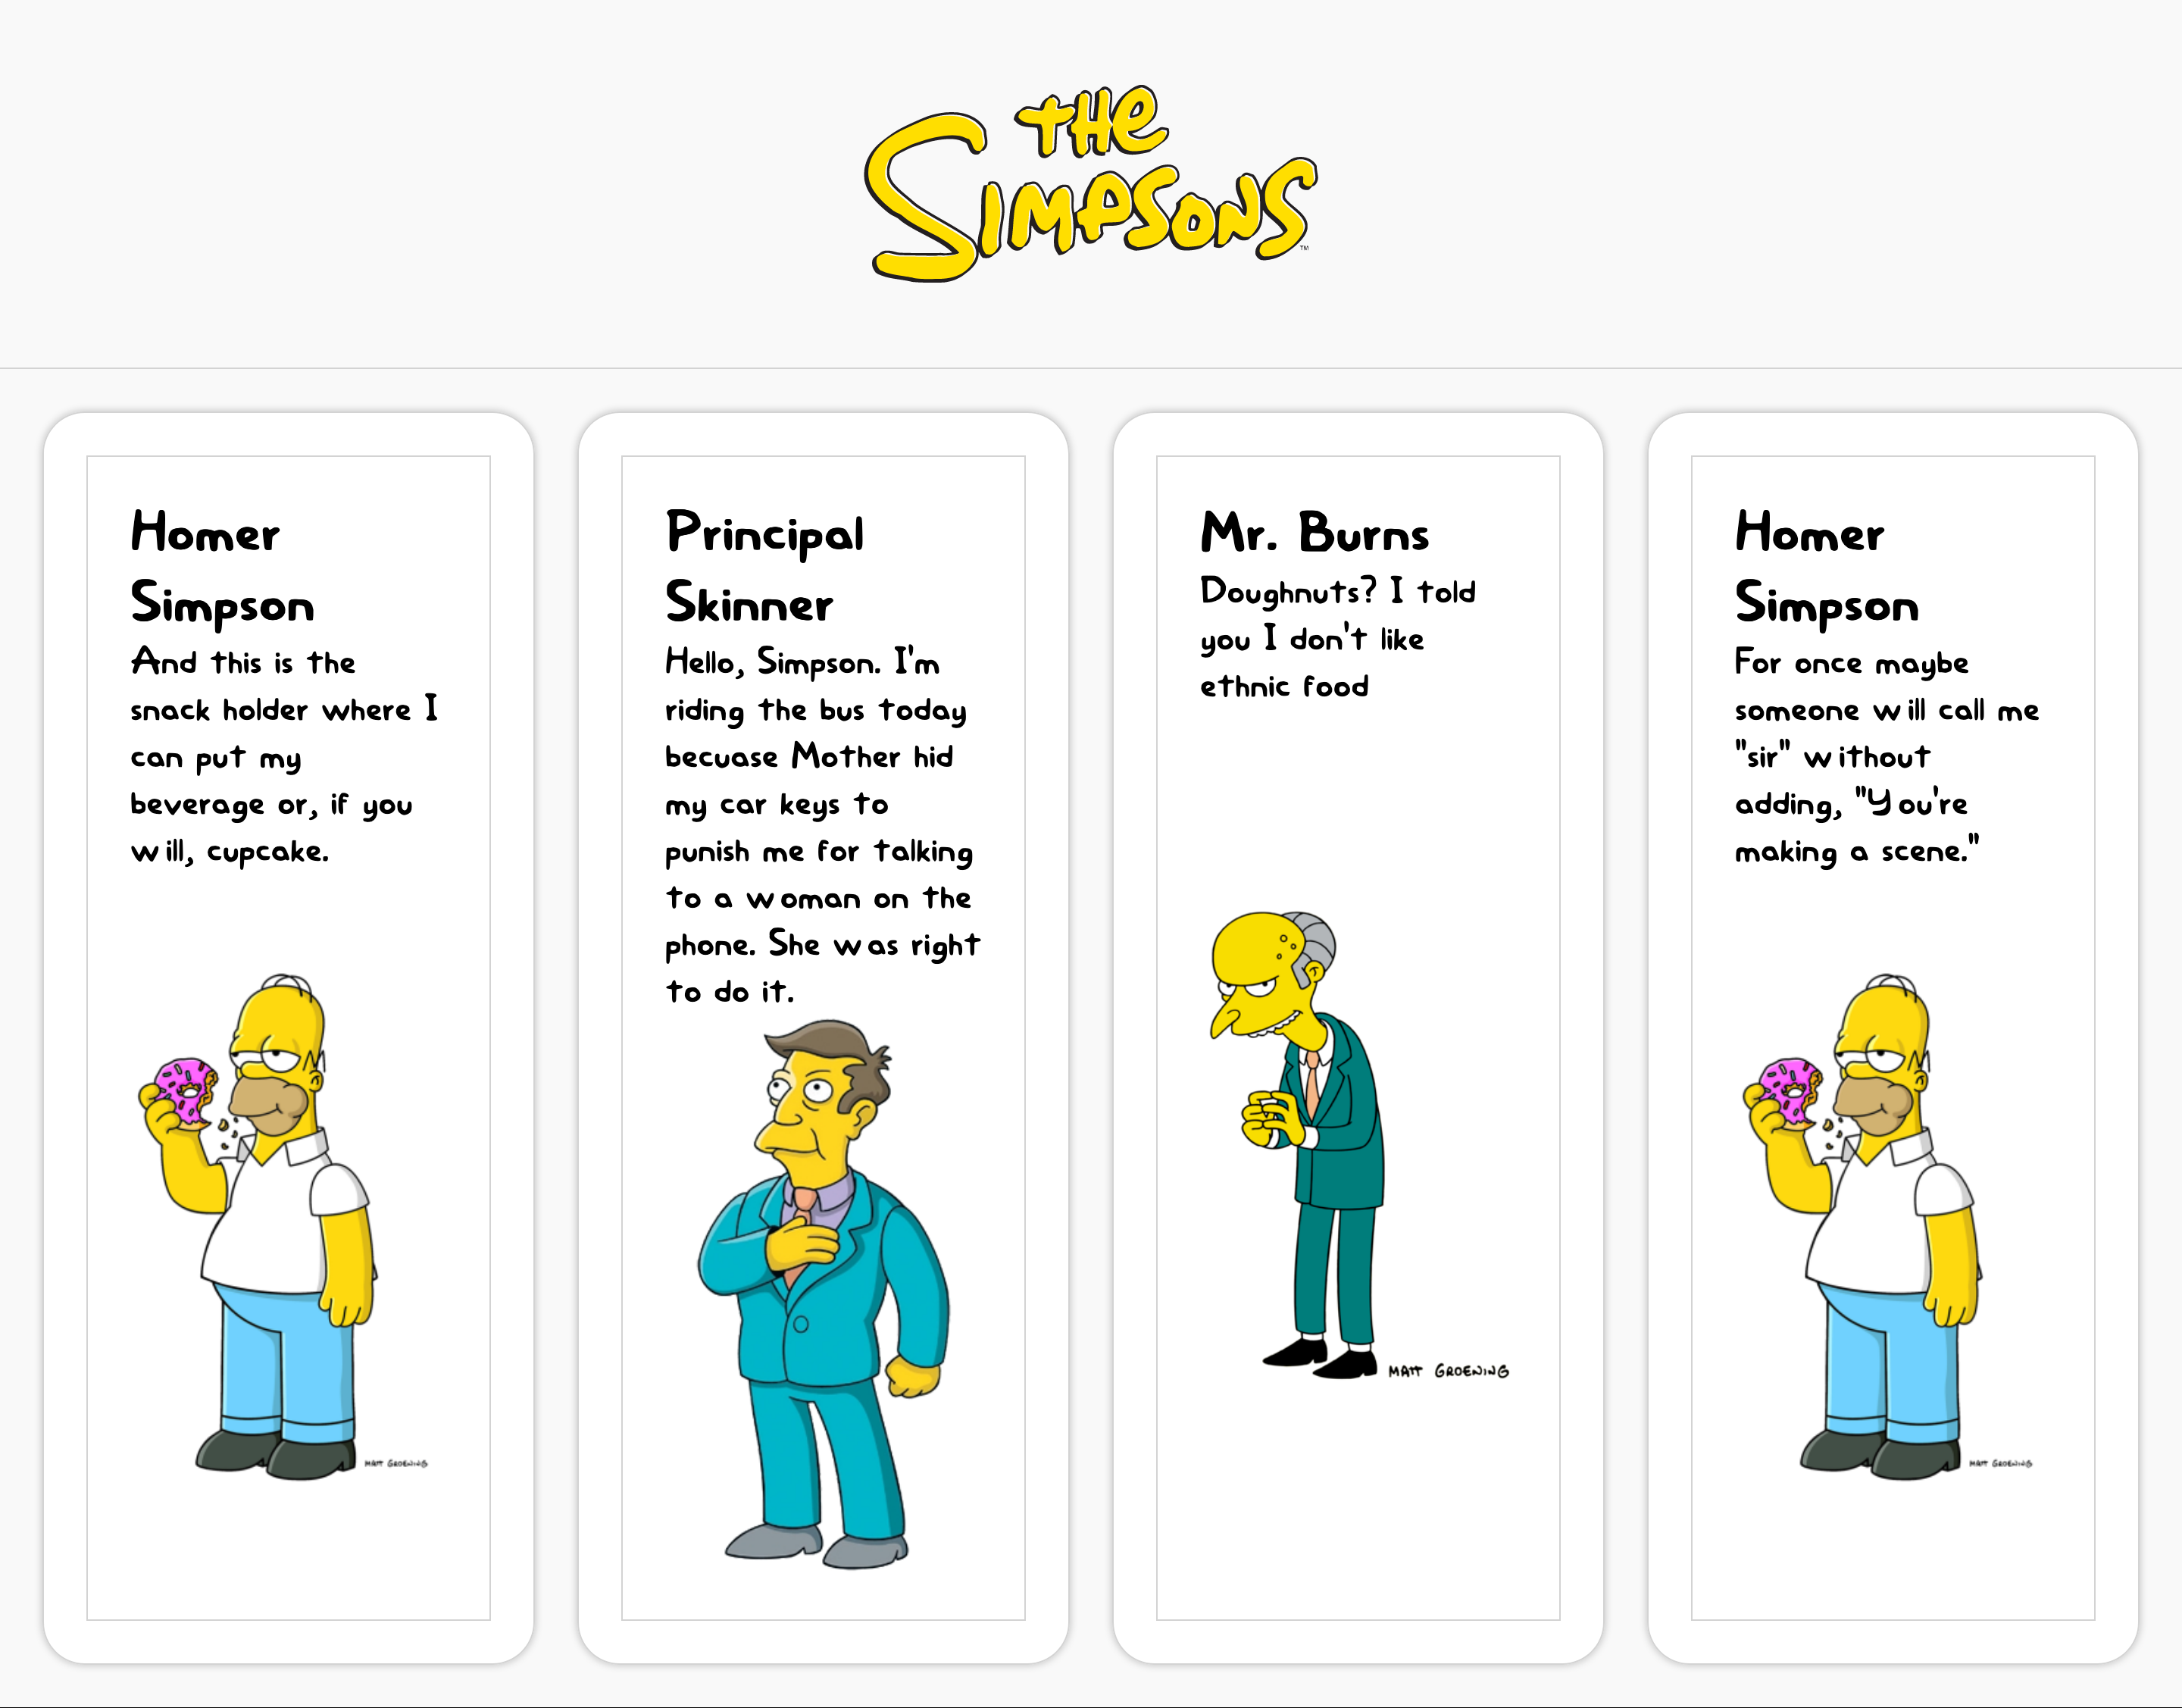 THE
SIMPSONS
TM
Homer
Simpson
And this is the
snack holder where I
can put my
beverage or, if you
will, cupcake.
MATT GROENING
Principal
Skinner
Hello, Simpson. I'm
riding the bus today
becuase Mother hid
my car keys to
punish me for talking
to a woman on the
phone. She was right
to do it.
Mr. Burns
Doughnuts? I told
you I don't like
ethnic food
MATT GROENING
Homer
Simpson
For once maybe
someone will call me
"sir" without
adding, "You're
making a scene."
MATT GROENING